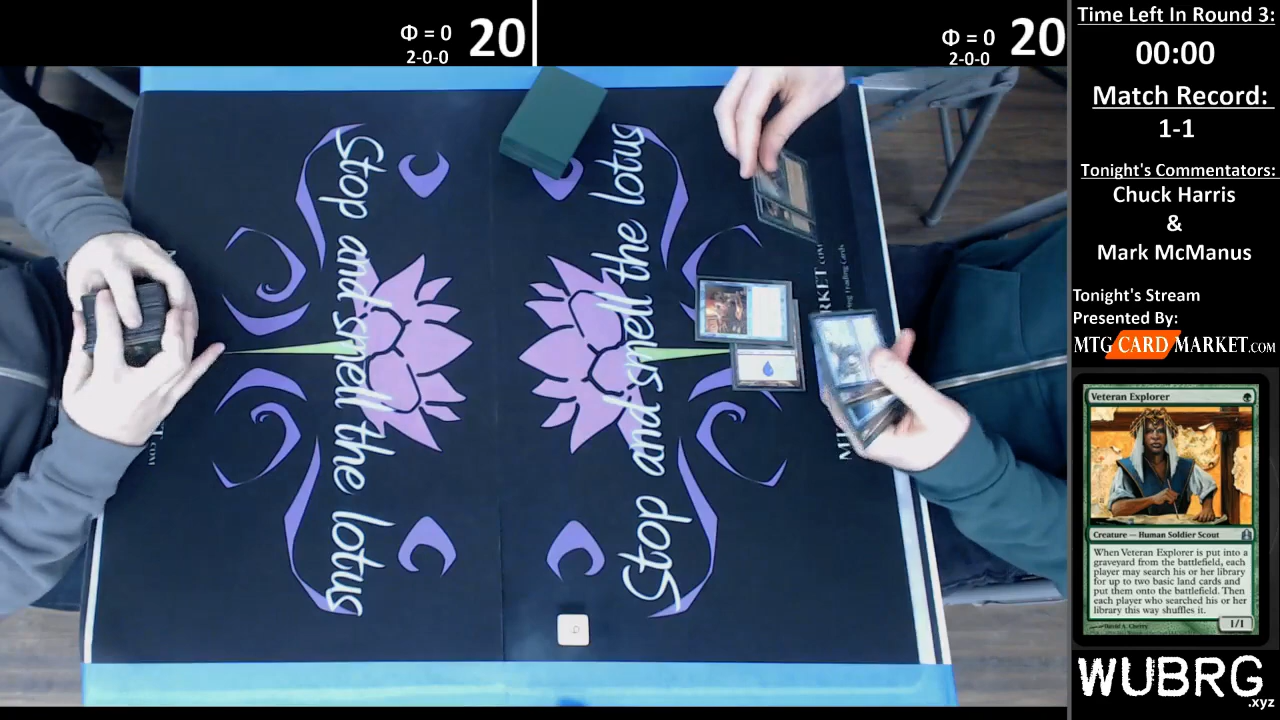 Φ = 0
2-0-0
20
Φ = 0
2-0-0
20
Time Left In Round 3:
00:00
Match Record:
1-1
Tonight's Commentators:
Chuck Harris
&
Mark McManus
Tonight's Stream
Presented By:
MTG CARD MARKET.COM
Veteran Explorer
Creature — Human Soldier Scout
When Veteran Explorer is put into a
graveyard from the battlefield, each
player may search his or her library
for up to two basic land cards and
put them onto the battlefield. Then
each player who searched his or her
library this way shuffles it.
1/1
WUBRG
.xyz
Stop and smell the lotus
Stop and smell the lotus